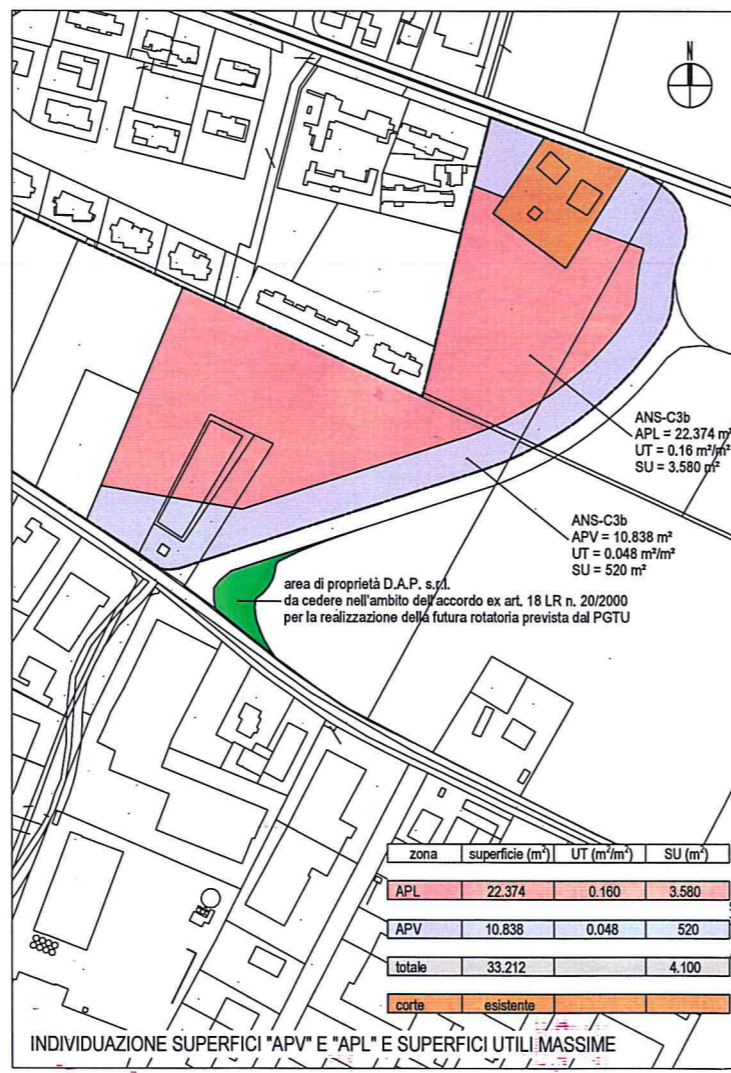 N
ANS-C3b
APL = 22.374 m²
UT = 0.16 m²/m²
SU = 3.580 m²
ANS-C3b
APV = 10.838 m²
UT = 0.048 m²/m²
SU = 520 m²
area di proprietà D.A.P. s.r.l.
da cedere nell'ambito dell'accordo ex art. 18 LR n. 20/2000
per la realizzazione della futura rotatoria prevista dal PGTU
zona superficie (m²) UT (m²/m²) SU (m²)
APL 22.374 0.160 3.580
APV 10.838 0.048 520
totale 33.212 4.100
corte esistente
INDIVIDUAZIONE SUPERFICI "APV" E "APL" E SUPERFICI UTILI MASSIME